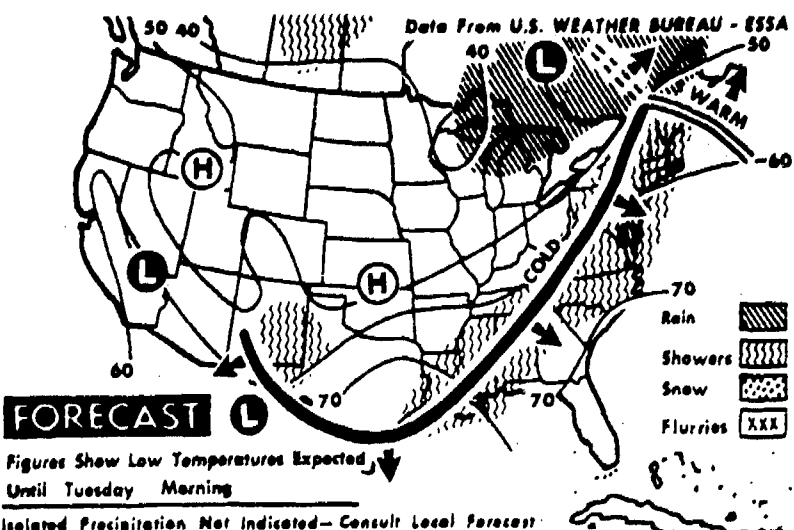 Data From U.S. WEATHER BUREAU - ESSA
50 40
40
50
L
WARM
60
H
L
H
COLD
70
Rain
Showers
Snow
Flurries
XXX
60
70
70
FORECAST
L
Figures Show Low Temperatures Expected
Until Tuesday Morning
Isolated Precipitation Not Indicated— Consult Local Forecast